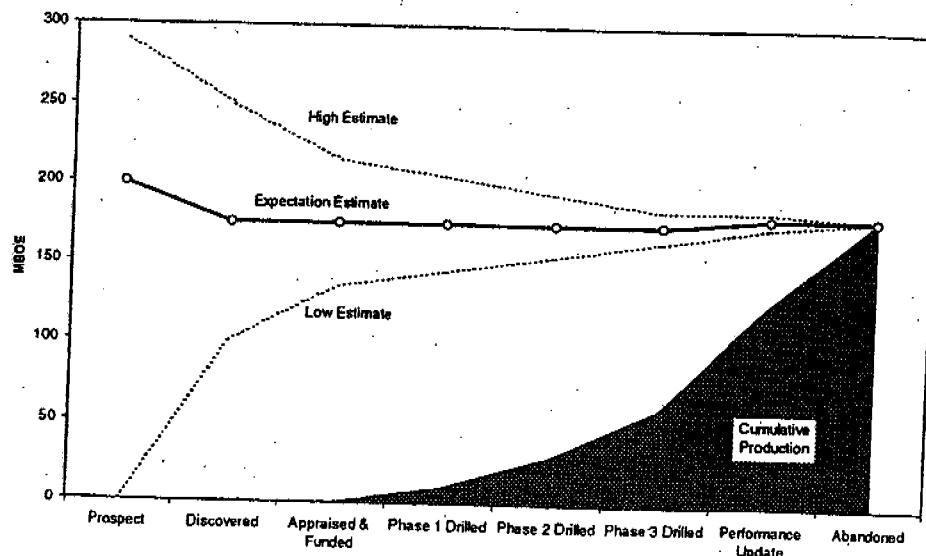 300
250
200
150
100
50
0
MBOE
High Estimate
Expectation Estimate
Low Estimate
Cumulative
Production
Prospect
Discovered
Appraised &
Funded
Phase 1 Drilled
Phase 2 Drilled
Phase 3 Drilled
Performance
Update
Abandoned